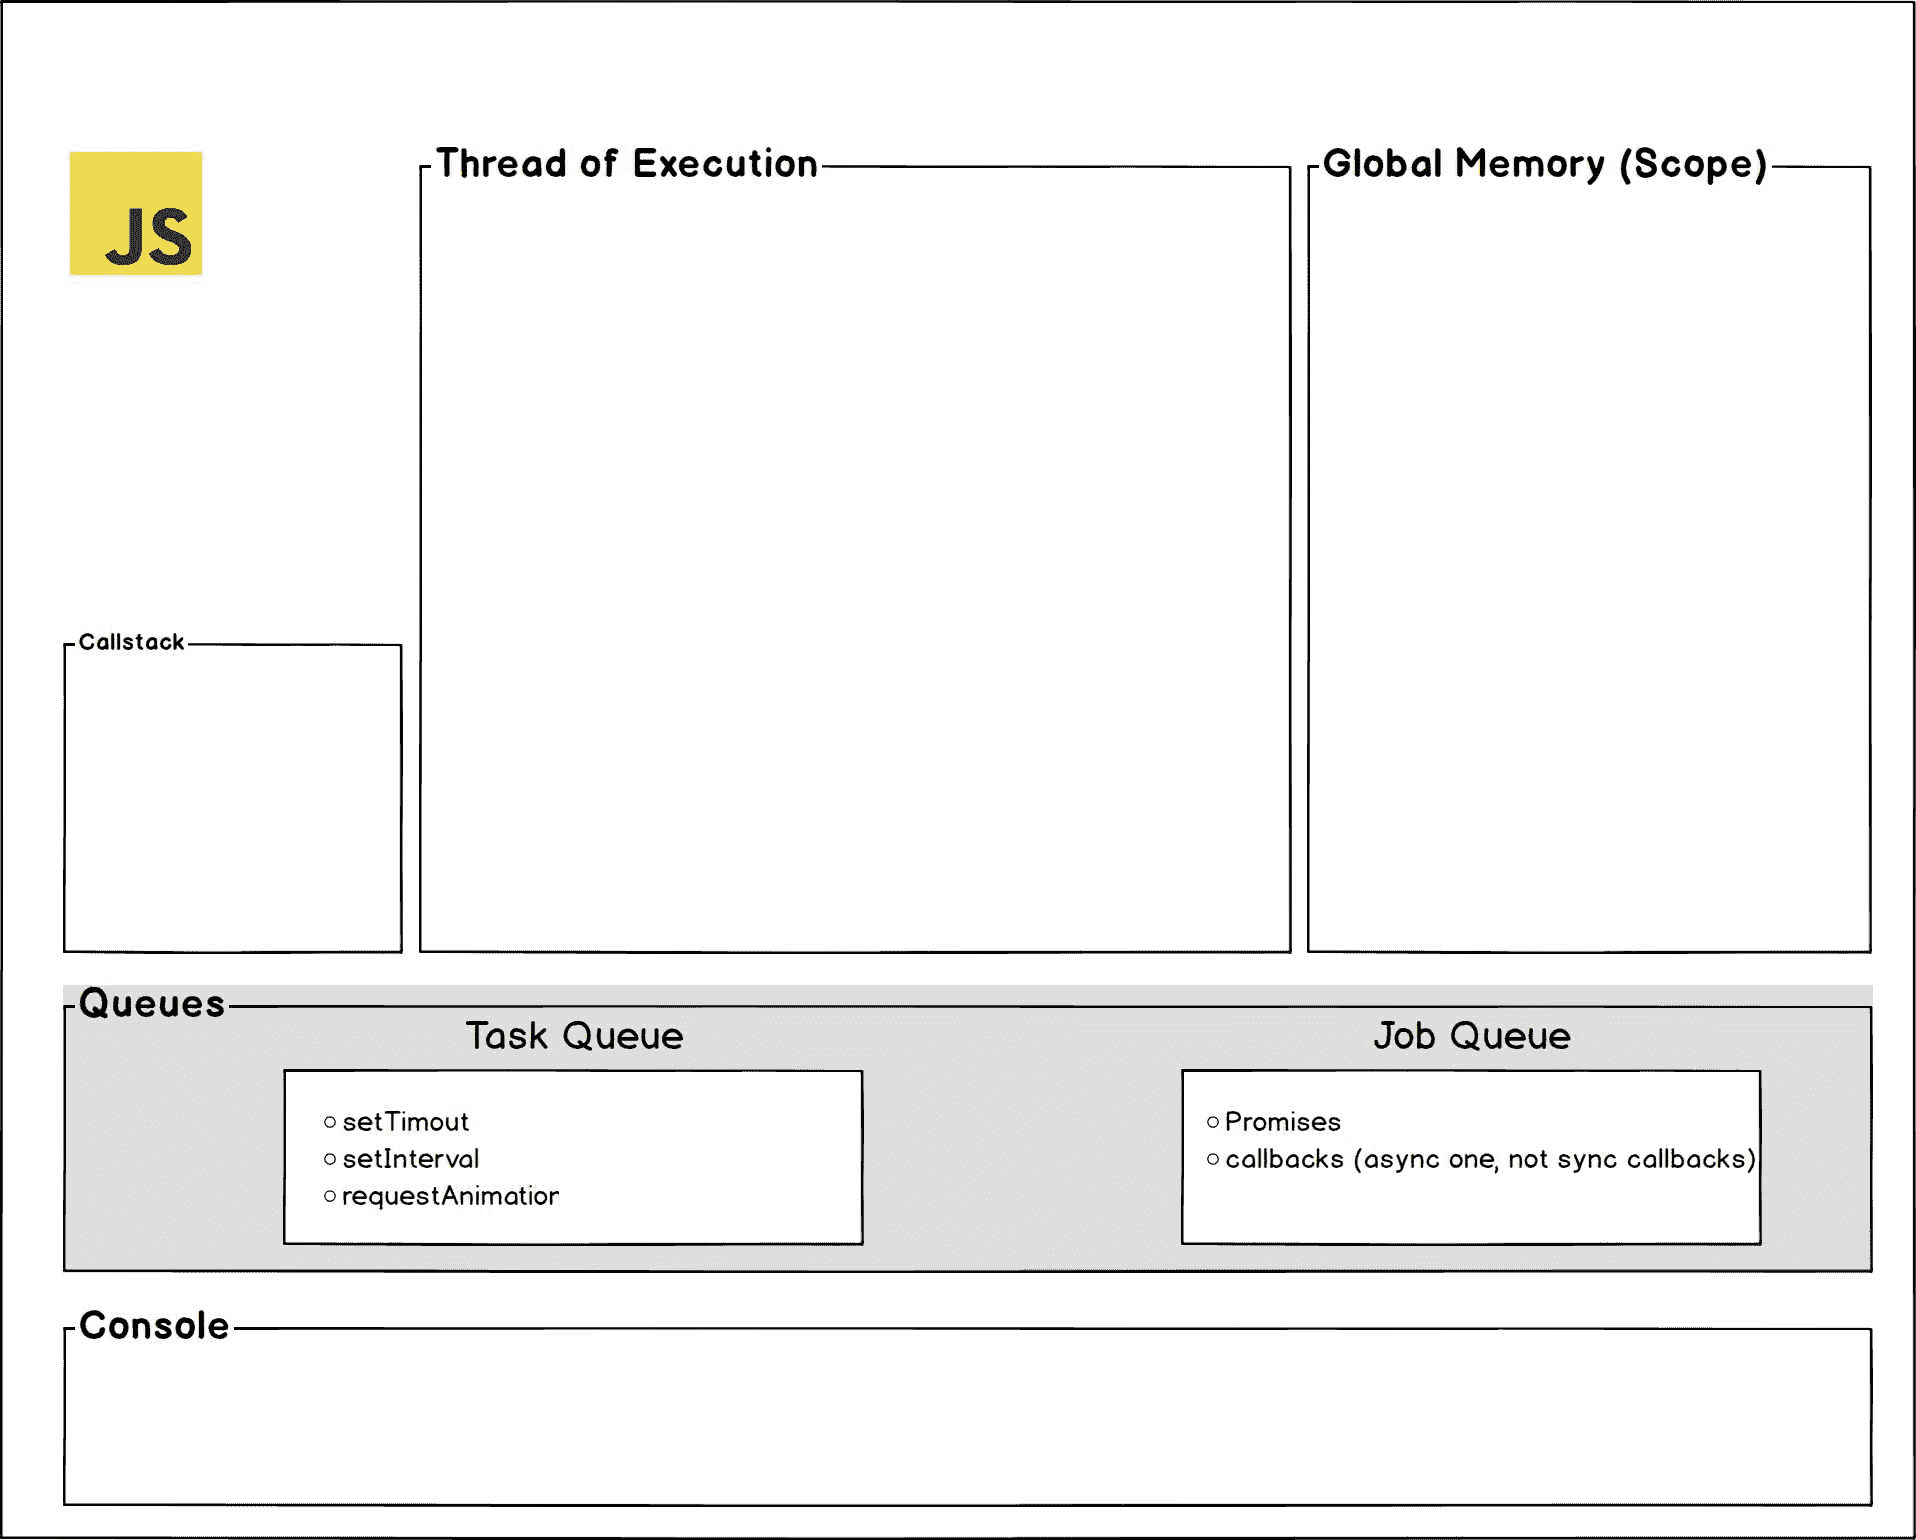 Thread of Execution
Global Memory (Scope)
JS
Callstack
Queues
Task Queue
Job Queue
setTimout
setInterval
requestAnimation
Promises
callbacks (async one, not sync callbacks)
Console